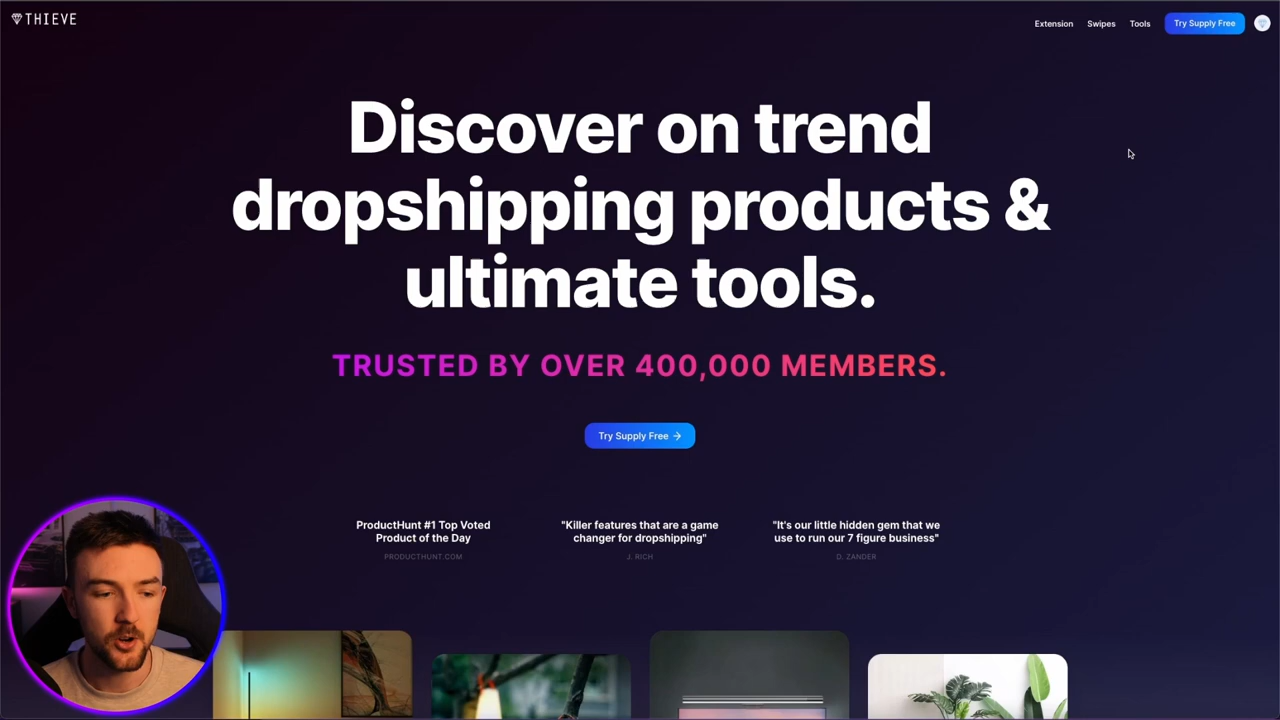 THIEVE
Extension
Swipes
Tools
Try Supply Free
Discover on trend
dropshipping products &
ultimate tools.
TRUSTED BY OVER 400,000 MEMBERS.
Try Supply Free
ProductHunt #1 Top Voted
Product of the Day
PRODUCTHUNT.COM
"Killer features that are a game
changer for dropshipping"
J. RICH
"It's our little hidden gem that we
use to run our 7 figure business"
D. ZANDER